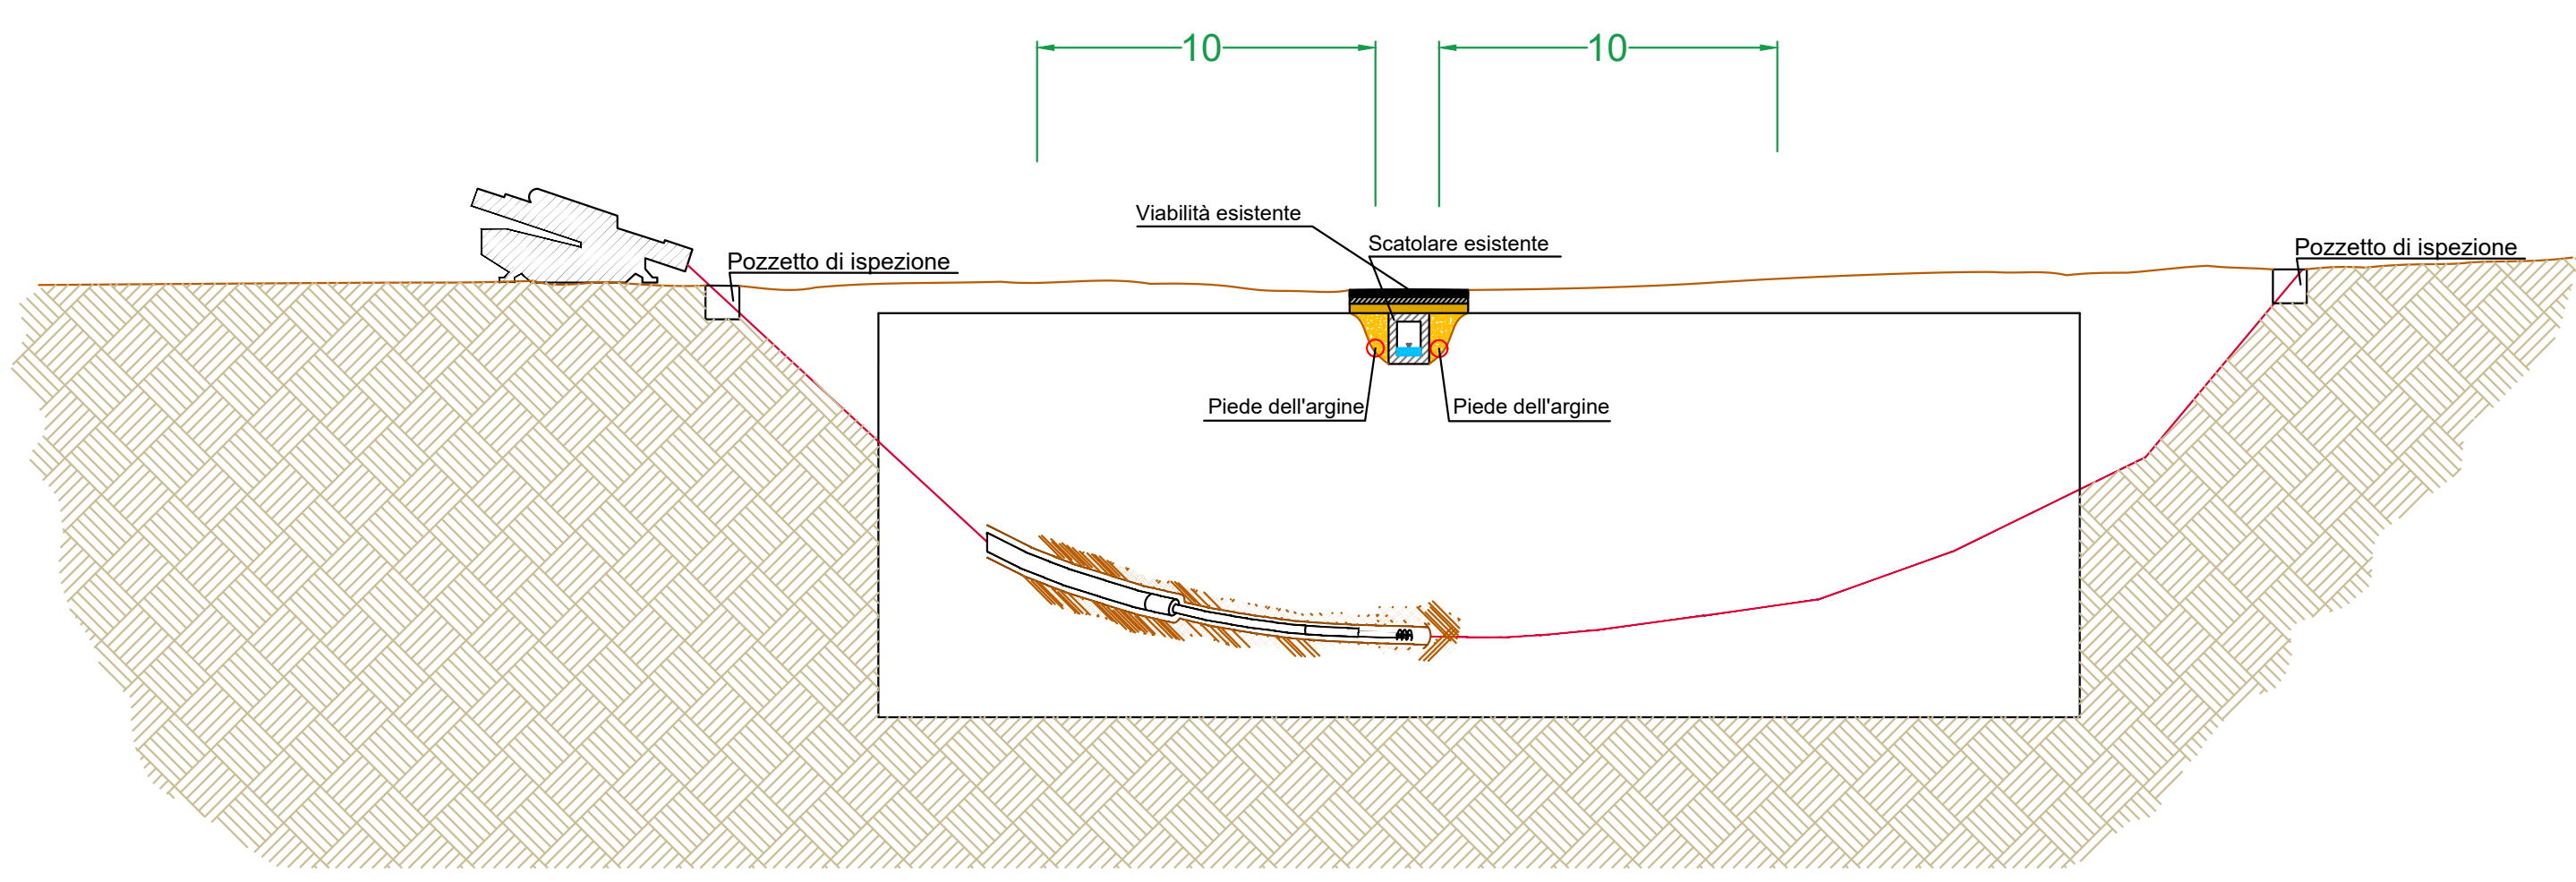 10
10
Viabilità esistente
Scatolare esistente
Pozzetto di ispezione
Pozzetto di ispezione
Piede dell'argine
Piede dell'argine